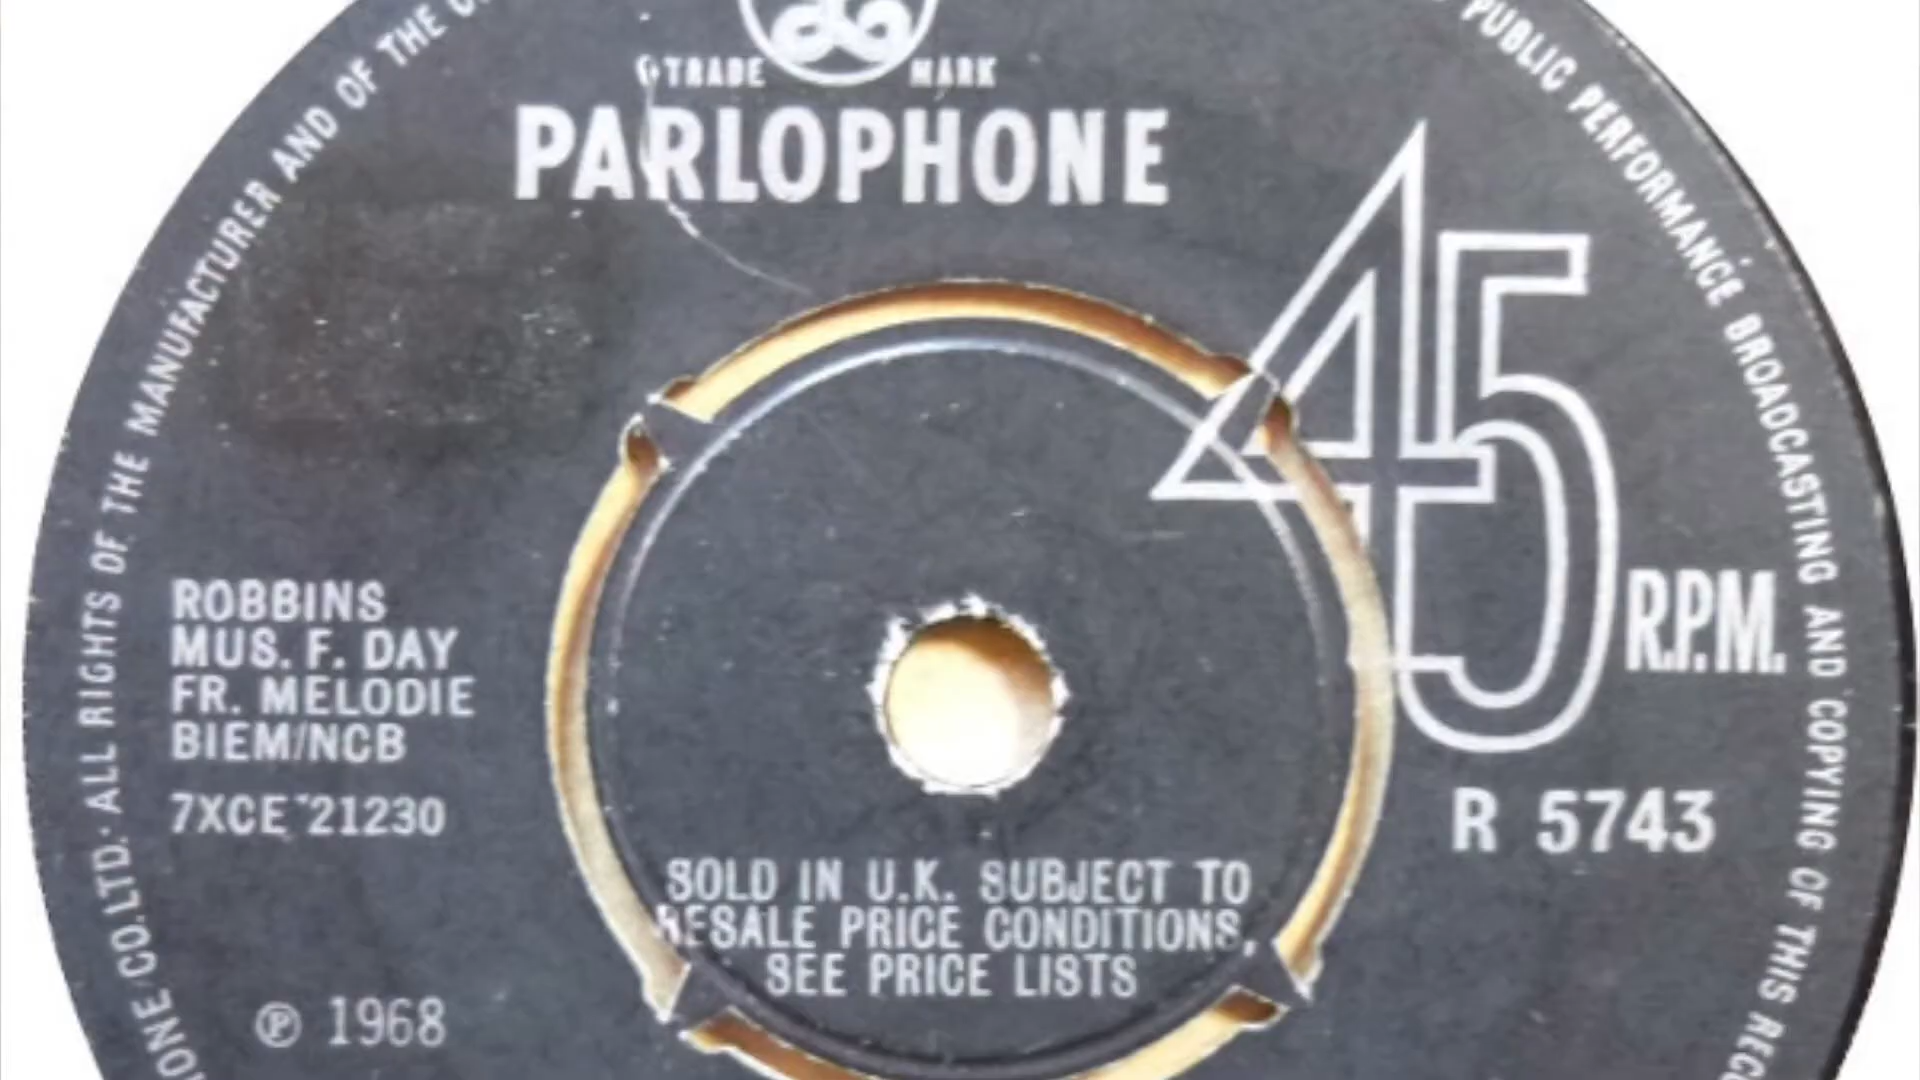 TRADE MARK
PARLOPHONE
45
R.P.M.
ROBBINS
MUS. F. DAY
FR. MELODIE
BIEM/NCB
7XCE 21230
R 5743
SOLD IN U.K. SUBJECT TO
RESALE PRICE CONDITIONS,
SEE PRICE LISTS
Ⓟ 1968
CO.LTD. ALL RIGHTS OF THE MANUFACTURER AND OF THE
PUBLIC PERFORMANCE BROADCASTING AND COPYING OF THIS